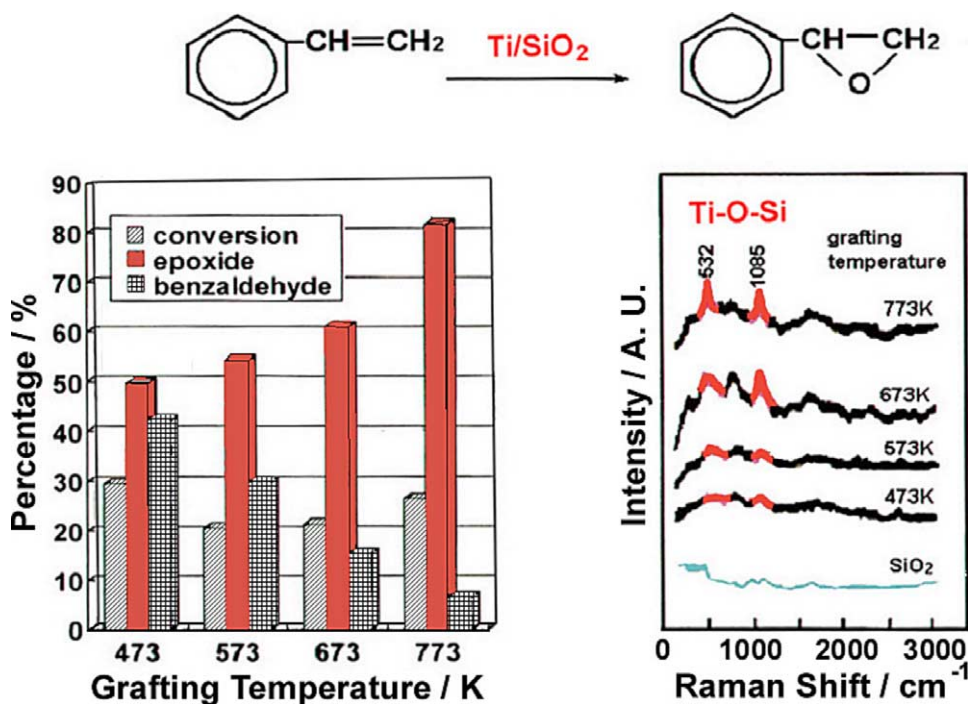 CH=CH₂
Ti/SiO₂
CH—CH₂
O
90
80
70
60
50
40
30
20
10
0
Percentage / %
conversion
epoxide
benzaldehyde
473 573 673 773
Grafting Temperature / K
Ti-O-Si
grafting
temperature
532
1085
773K
673K
573K
473K
SiO₂
Intensity / A. U.
0 1000 2000 3000
Raman Shift / cm⁻¹